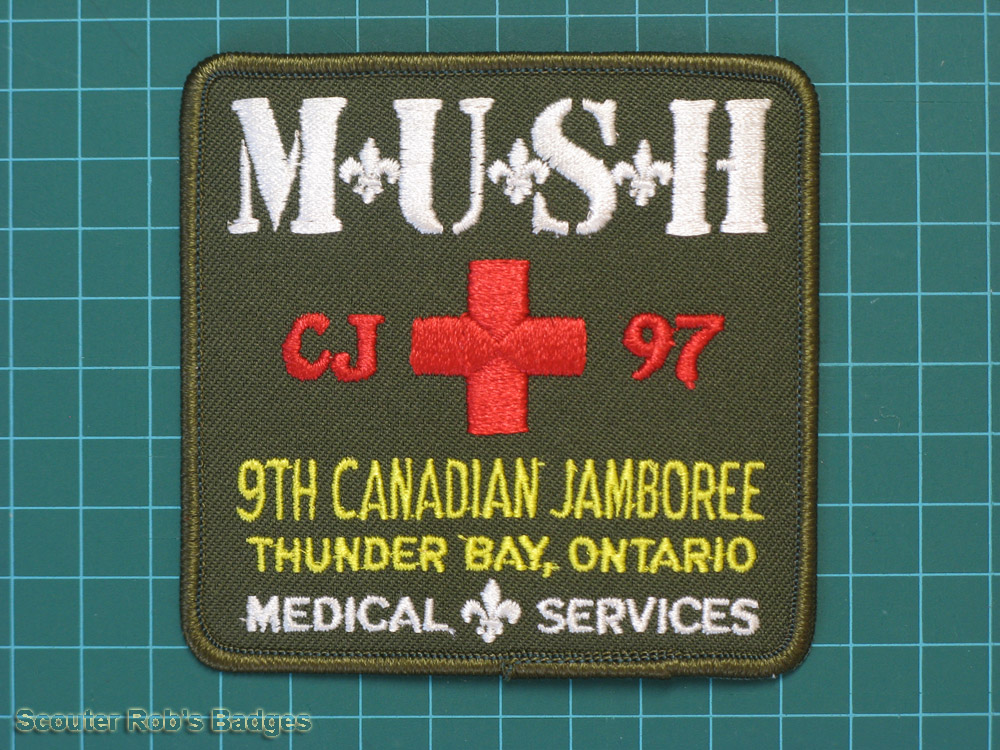 M⚜U⚜S⚜H
CJ 97
9TH CANADIAN JAMBOREE
THUNDER BAY, ONTARIO
MEDICAL ⚜ SERVICES
Scouter Rob's Badges